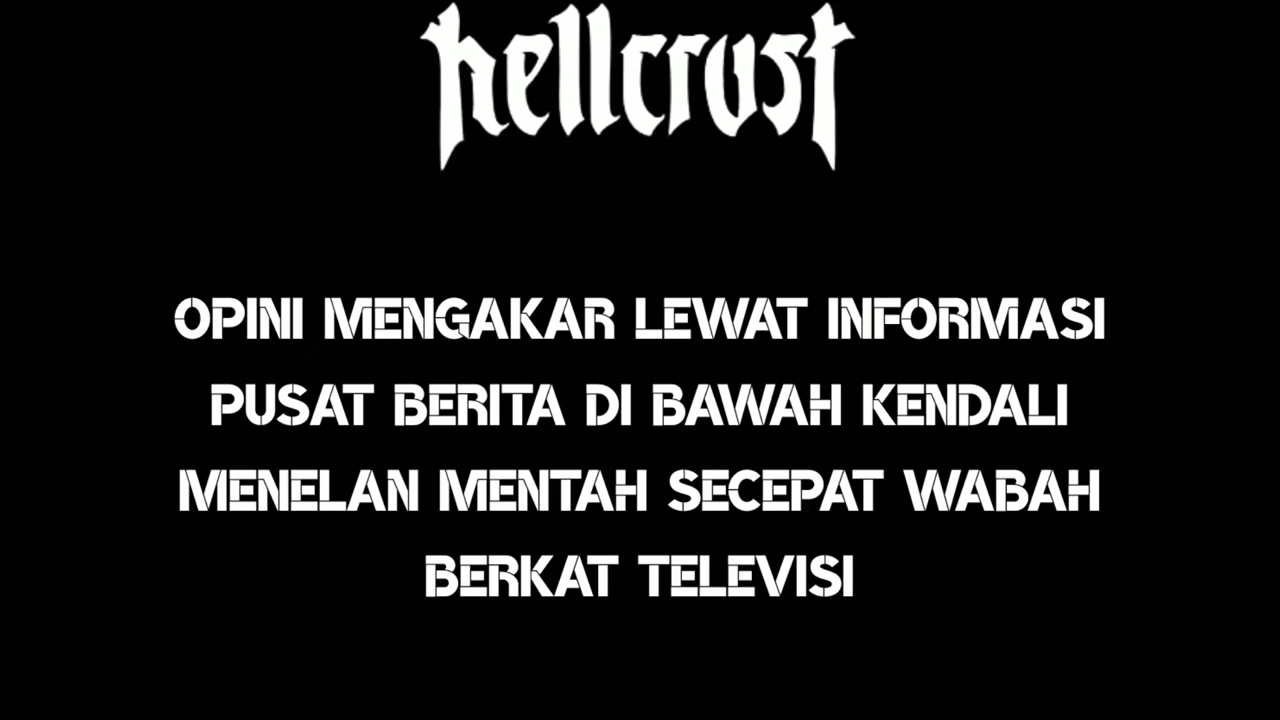 hellcrust
OPINI MENGAKAR LEWAT INFORMASI
PUSAT BERITA DI BAWAH KENDALI
MENELAN MENTAH SECEPAT WABAH
BERKAT TELEVISI